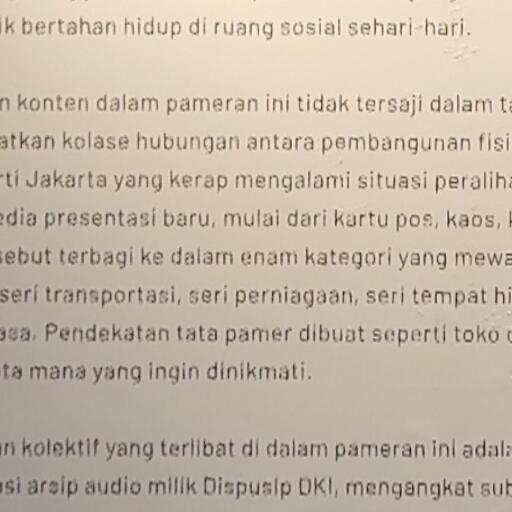 ik bertahan hidup di ruang sosial sehari-hari.
n konten dalam pameran ini tidak tersaji dalam ta
atkan kolase hubungan antara pembangunan fisi
rti Jakarta yang kerap mengalami situasi peraliha
edia presentasi baru, mulai dari kartu pos, kaos,
sebut terbagi ke dalam enam kategori yang mewa
seri transportasi, seri perniagaan, seri tempat hi
asa. Pendekatan tata pamer dibuat seperti toko
ta mana yang ingin dinikmati.
n kolektif yang terlibat di dalam pameran ini adala
asi arsip audio milik Dispusip DKI, mengangkat sub